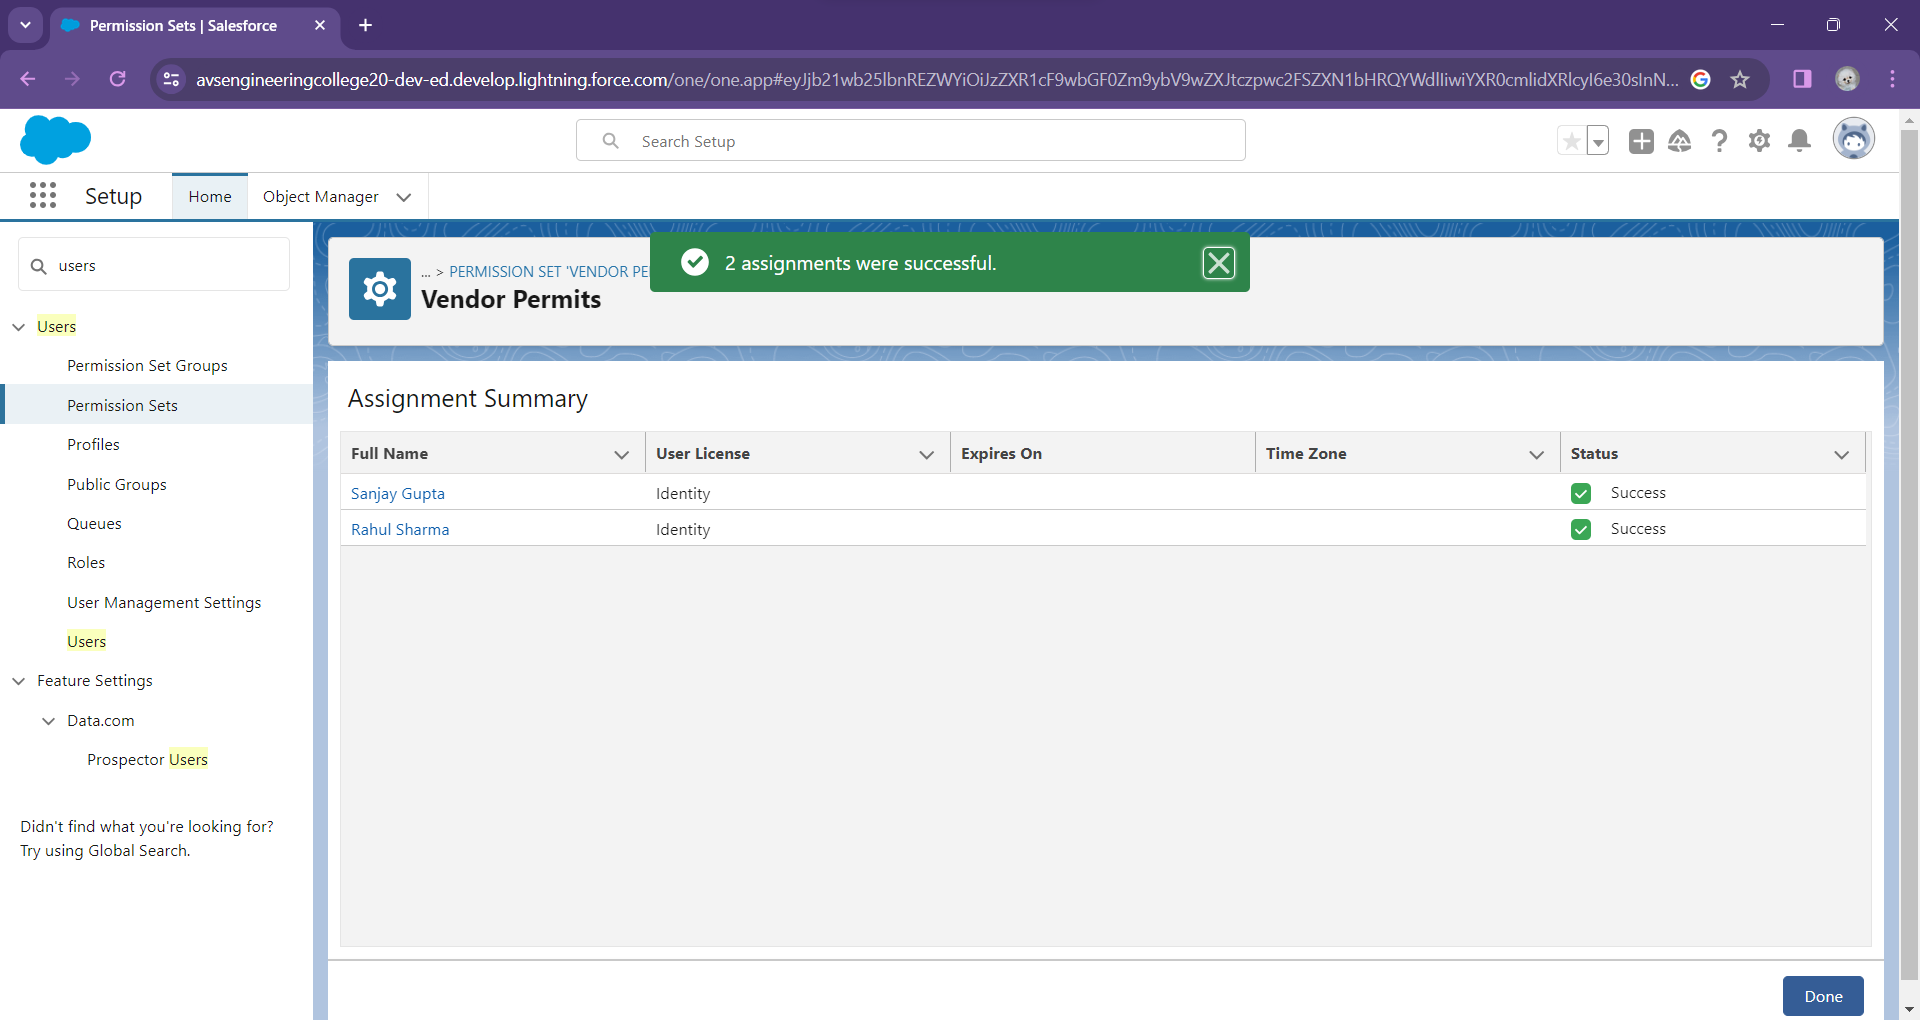 Permission Sets | Salesforce
avsengineeringcollege20-dev-ed.develop.lightning.force.com/one/one.app#
Search Setup
Setup
Home
Object Manager
users
Users
Permission Set Groups
Permission Sets
Profiles
Public Groups
Queues
Roles
User Management Settings
Users
Feature Settings
Data.com
Prospector Users
Didn't find what you're looking for?
Try using Global Search.
... > PERMISSION SET 'VENDOR PE
Vendor Permits
2 assignments were successful.
Assignment Summary
Full Name User License Expires On Time Zone Status
Sanjay Gupta Identity Success
Rahul Sharma Identity Success
Done